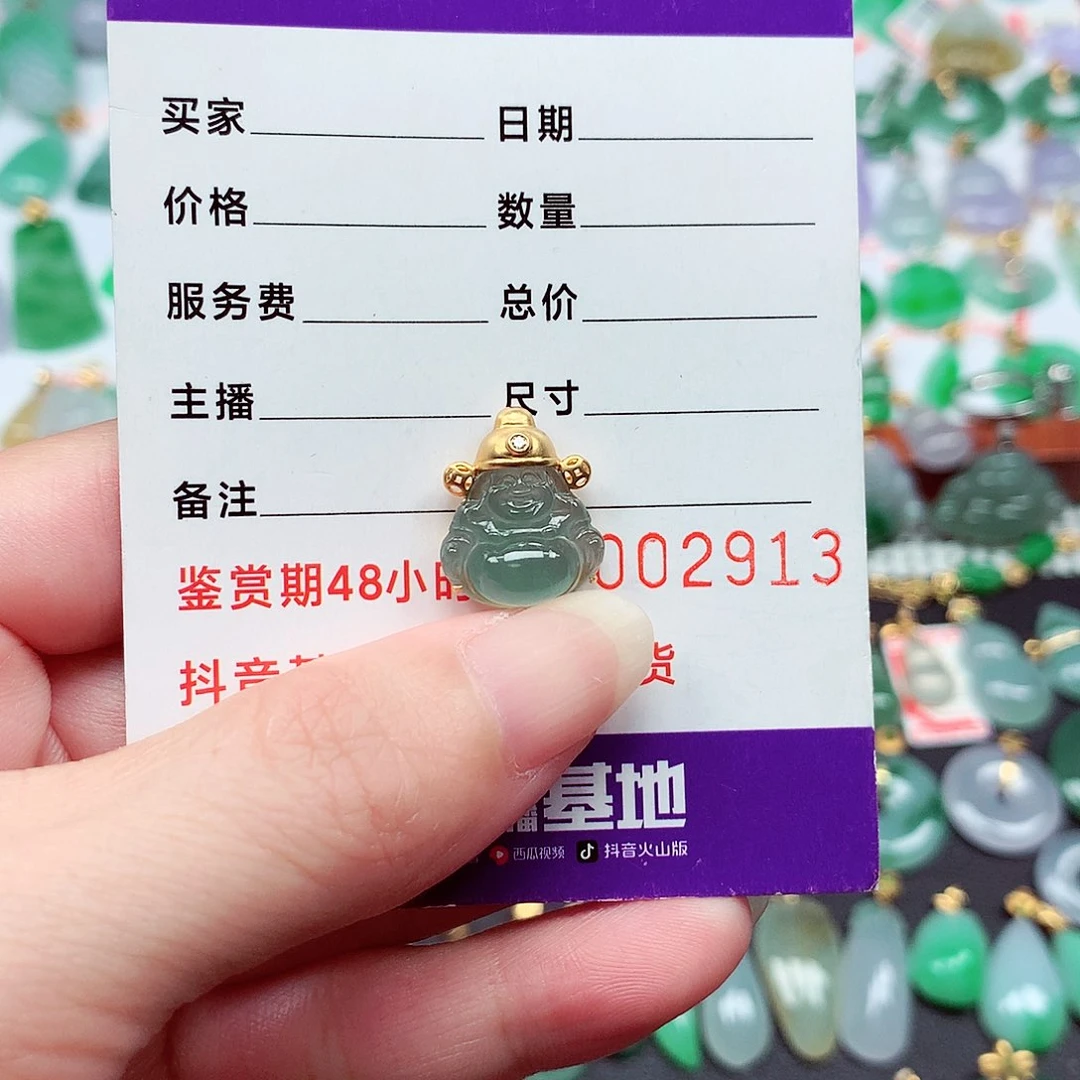 买家 日期
价格 数量
服务费 总价
主播 尺寸
备注
鉴赏期48小时 002913
抖音 货
基地
西瓜视频 抖音火山版